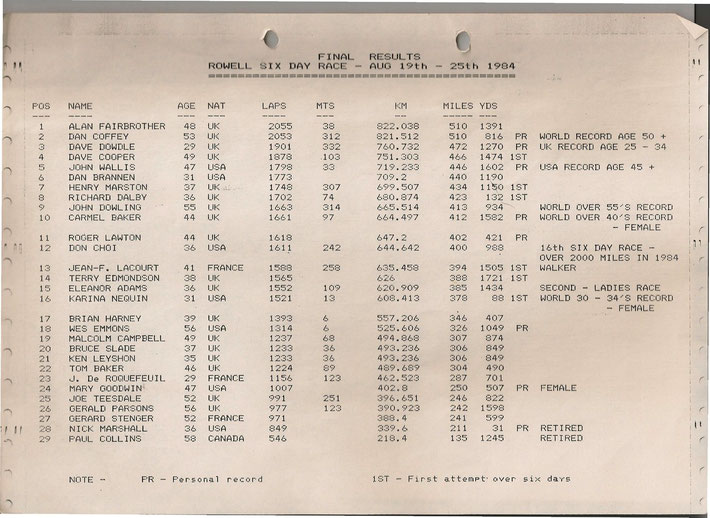 FINAL RESULTS
ROWELL SIX DAY RACE - AUG 19th - 25th 1984
POS NAME AGE NAT LAPS MTS KM MILES YDS
1 ALAN FAIRBROTHER 48 UK 2055 38 822.038 510 1391
2 DAN COFFEY 53 UK 2053 312 821.512 510 816 PR WORLD RECORD AGE 50 +
3 DAVE DOWDLE 29 UK 1901 332 760.732 472 1270 PR UK RECORD AGE 25 - 34
4 DAVE COOPER 49 UK 1878 103 751.303 466 1474 1ST
5 JOHN WALLIS 47 USA 1798 33 719.233 446 1602 PR USA RECORD AGE 45 +
6 DAN BRANNEN 31 USA 1773 709.2 440 1190
7 HENRY MARSTON 37 UK 1748 307 699.507 434 1150 1ST
8 RICHARD DALBY 36 UK 1702 74 680.874 423 132 1ST
9 JOHN DOWLING 55 UK 1663 314 665.514 413 934 WORLD OVER 55'S RECORD
10 CARMEL BAKER 44 UK 1661 97 664.497 412 1582 PR WORLD OVER 40'S RECORD
- FEMALE
11 ROGER LAWTON 44 UK 1618 647.2 402 421 PR
12 DON CHOI 36 USA 1611 242 644.642 400 988 16th SIX DAY RACE -
OVER 2000 MILES IN 1984
13 JEAN-F. LACOURT 41 FRANCE 1588 258 635.458 394 1505 1ST WALKER
14 TERRY EDMONDSON 38 UK 1565 626 388 1721 1ST
15 ELEANOR ADAMS 36 UK 1552 109 620.909 385 1434 SECOND - LADIES RACE
16 KARINA NEQUIN 31 USA 1521 13 608.413 378 88 1ST WORLD 30 - 34'S RECORD
- FEMALE
17 BRIAN HARNEY 39 UK 1393 6 557.206 346 407
18 WES EMMONS 56 USA 1314 6 525.606 326 1049 PR
19 MALCOLM CAMPBELL 49 UK 1237 68 494.868 307 874
20 BRUCE SLADE 37 UK 1233 36 493.236 306 849
21 KEN LEYSHON 35 UK 1233 36 493.236 306 849
22 TOM BAKER 46 UK 1224 89 489.689 304 490
23 J. De ROQUEFEUIL 29 FRANCE 1156 123 462.523 287 701
24 MARY GOODWIN 47 USA 1007 402.8 250 507 PR FEMALE
25 JOE TEESDALE 52 UK 991 251 396.651 246 822
26 GERALD PARSONS 56 UK 977 123 390.923 242 1598
27 GERARD STENGER 52 FRANCE 971 388.4 241 599
28 NICK MARSHALL 36 USA 849 339.6 211 31 PR RETIRED
29 PAUL COLLINS 58 CANADA 546 218.4 135 1245 RETIRED
NOTE - PR - Personal record 1ST - First attempt over six days